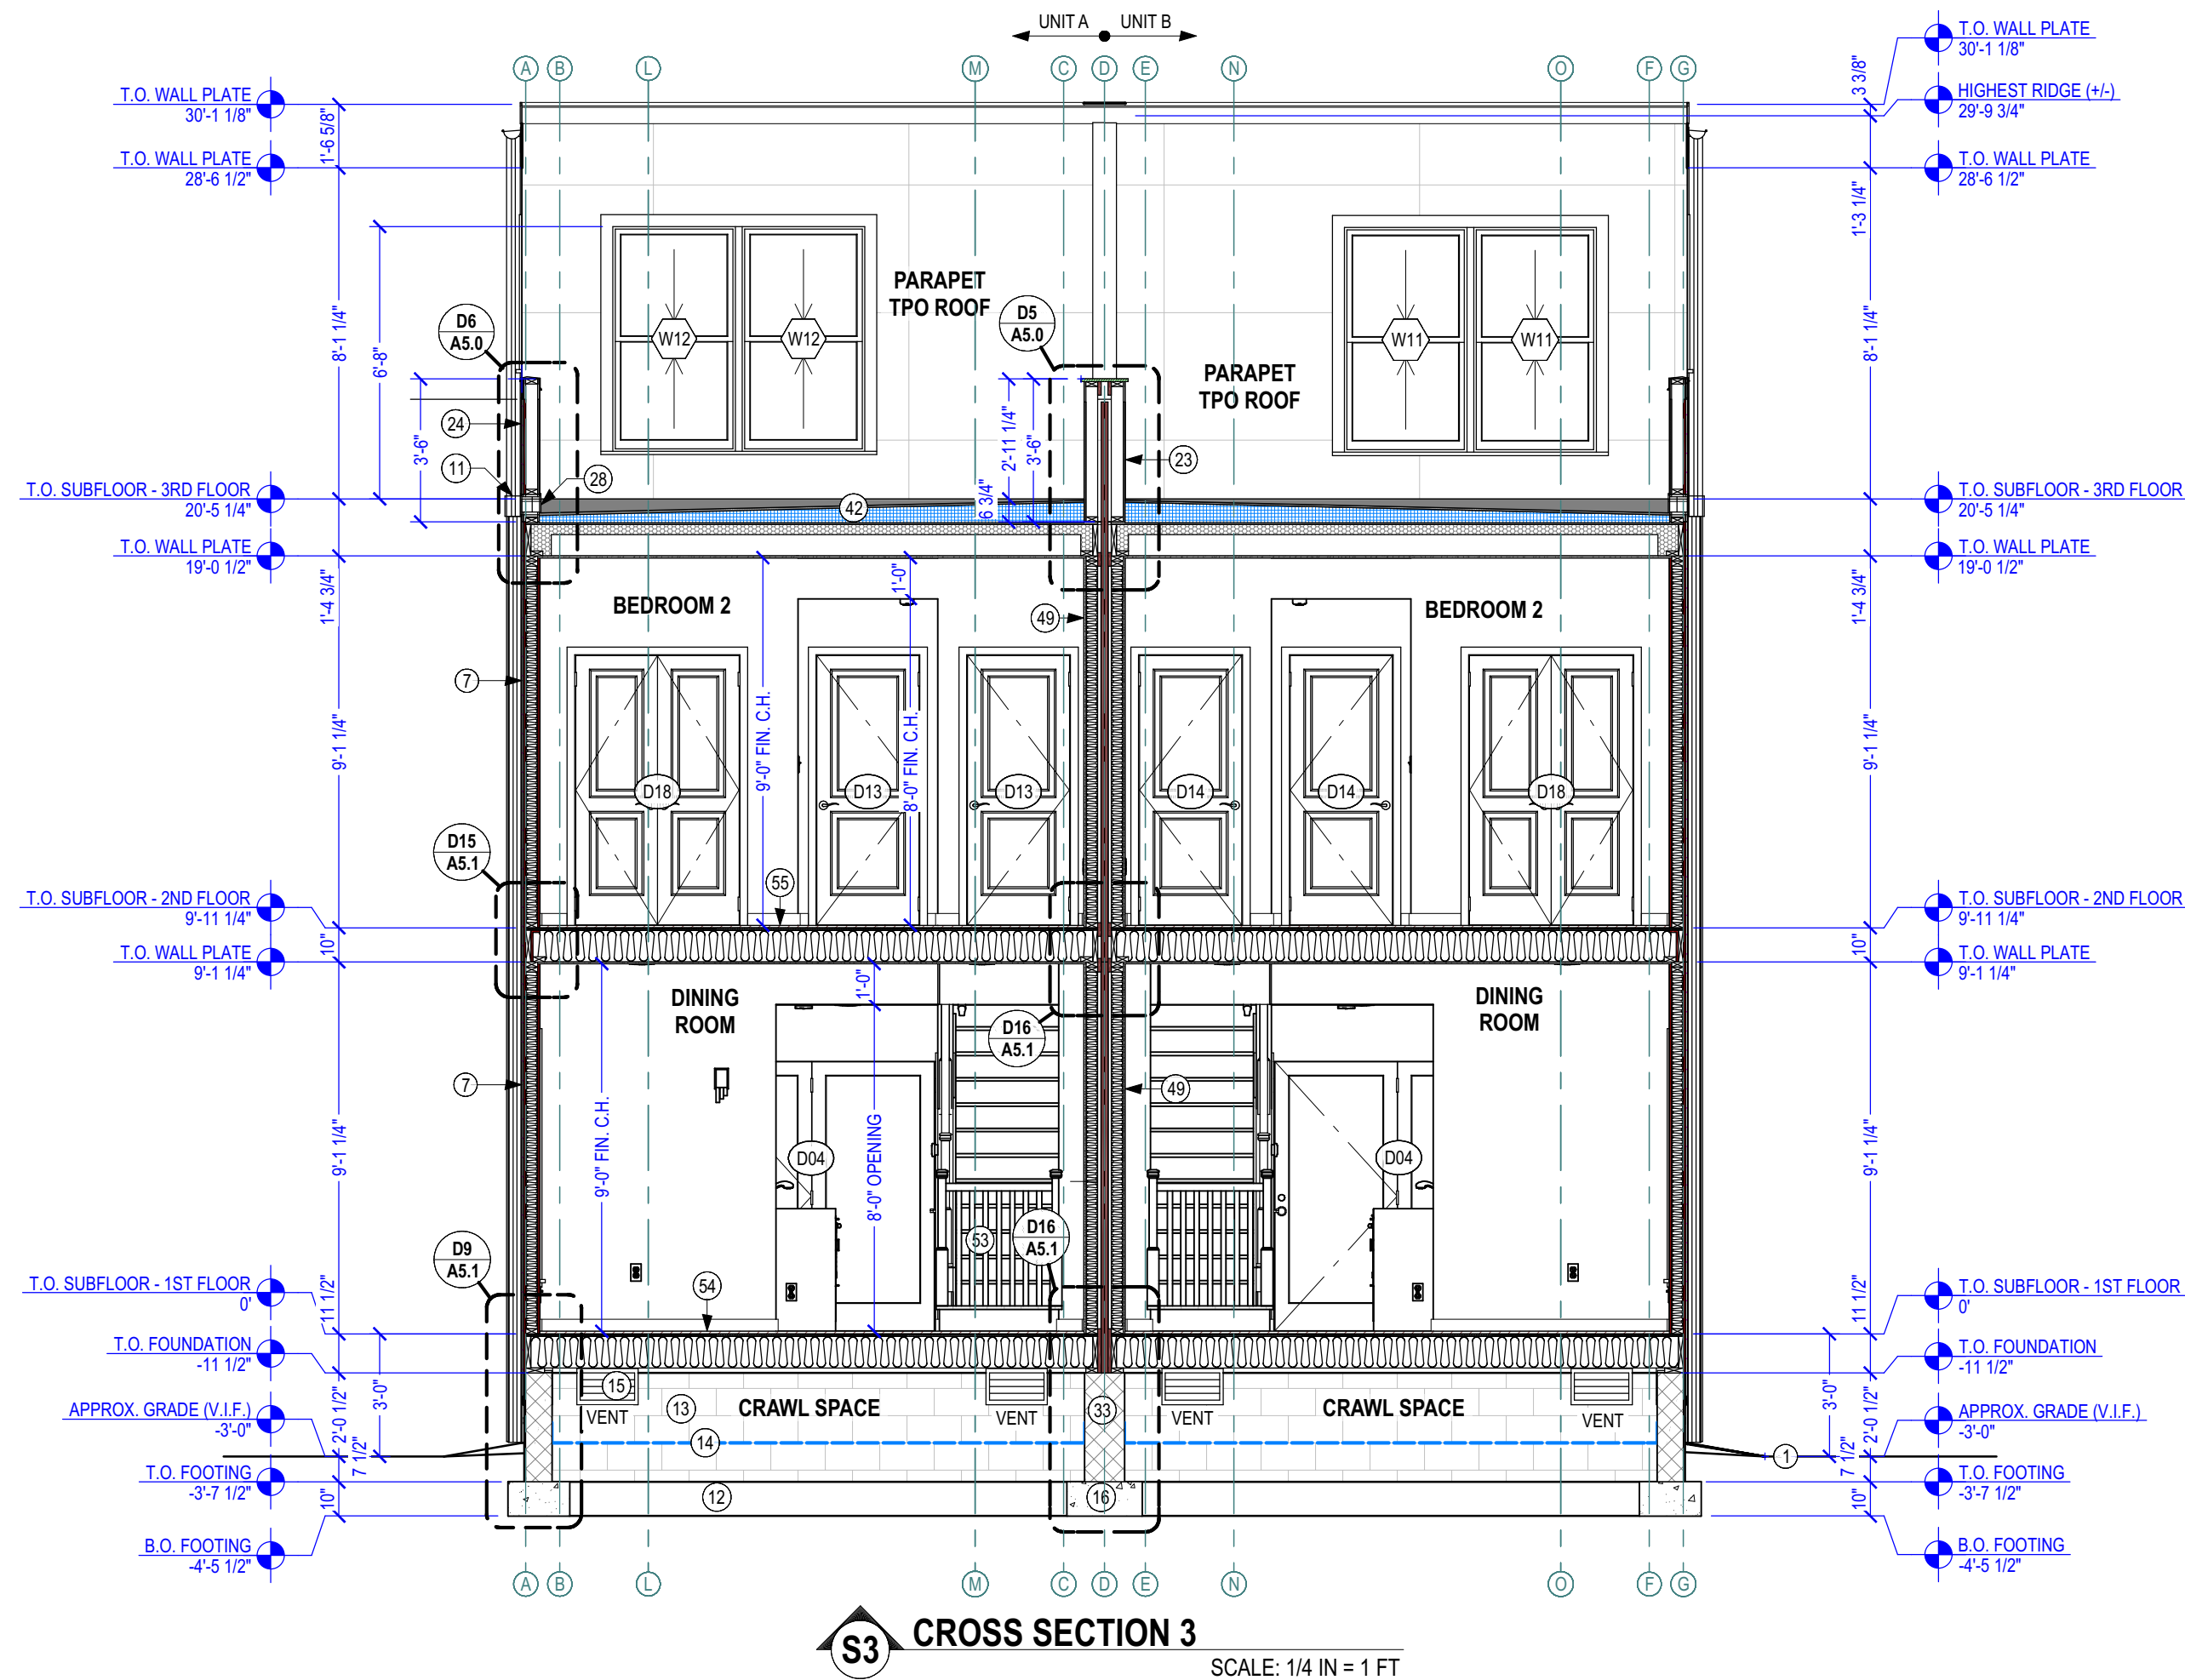 UNIT A UNIT B
A B L M C D E N O F G
T.O. WALL PLATE
30'-1 1/8"
T.O. WALL PLATE
28'-6 1/2"
T.O. SUBFLOOR - 3RD FLOOR
20'-5 1/4"
T.O. WALL PLATE
19'-0 1/2"
T.O. SUBFLOOR - 2ND FLOOR
9'-11 1/4"
T.O. WALL PLATE
9'-1 1/4"
T.O. SUBFLOOR - 1ST FLOOR
0'
T.O. FOUNDATION
-11 1/2"
APPROX. GRADE (V.I.F.)
-3'-0"
T.O. FOOTING
-3'-7 1/2"
B.O. FOOTING
-4'-5 1/2"
1'-6 5/8"
8'-1 1/4"
1'-4 3/4"
9'-1 1/4"
10"
9'-1 1/4"
11 1/2"
2'-0 1/2"
7 1/2"
10"
3'-0"
6'-8"
3'-6"
D6
A5.0
24
11
28
7
D15
A5.1
7
D9
A5.1
PARAPET
TPO ROOF
W12 W12
D5
A5.0
2'-11 1/4"
3'-6"
6 3/4"
23
PARAPET
TPO ROOF
W11 W11
42
BEDROOM 2
1'-0"
49
BEDROOM 2
9'-0" FIN. C.H.
8'-0" FIN. C.H.
D18 D13 D13 D14 D14 D18
55
DINING
ROOM
1'-0"
D16
A5.1
DINING
ROOM
9'-0" FIN. C.H.
8'-0" OPENING
49
D04
D04
53
D16
A5.1
54
15
VENT
13
CRAWL SPACE
VENT
33
VENT
CRAWL SPACE
VENT
14
12
16
1
T.O. WALL PLATE
30'-1 1/8"
HIGHEST RIDGE (+/-)
29'-9 3/4"
T.O. WALL PLATE
28'-6 1/2"
T.O. SUBFLOOR - 3RD FLOOR
20'-5 1/4"
T.O. WALL PLATE
19'-0 1/2"
T.O. SUBFLOOR - 2ND FLOOR
9'-11 1/4"
T.O. WALL PLATE
9'-1 1/4"
T.O. SUBFLOOR - 1ST FLOOR
0'
T.O. FOUNDATION
-11 1/2"
APPROX. GRADE (V.I.F.)
-3'-0"
T.O. FOOTING
-3'-7 1/2"
B.O. FOOTING
-4'-5 1/2"
3 3/8"
1'-3 1/4"
8'-1 1/4"
1'-4 3/4"
9'-1 1/4"
10"
9'-1 1/4"
11 1/2"
3'-0"
2'-0 1/2"
7 1/2"
10"
A B L M C D E N O F G
S3
CROSS SECTION 3
SCALE: 1/4 IN = 1 FT